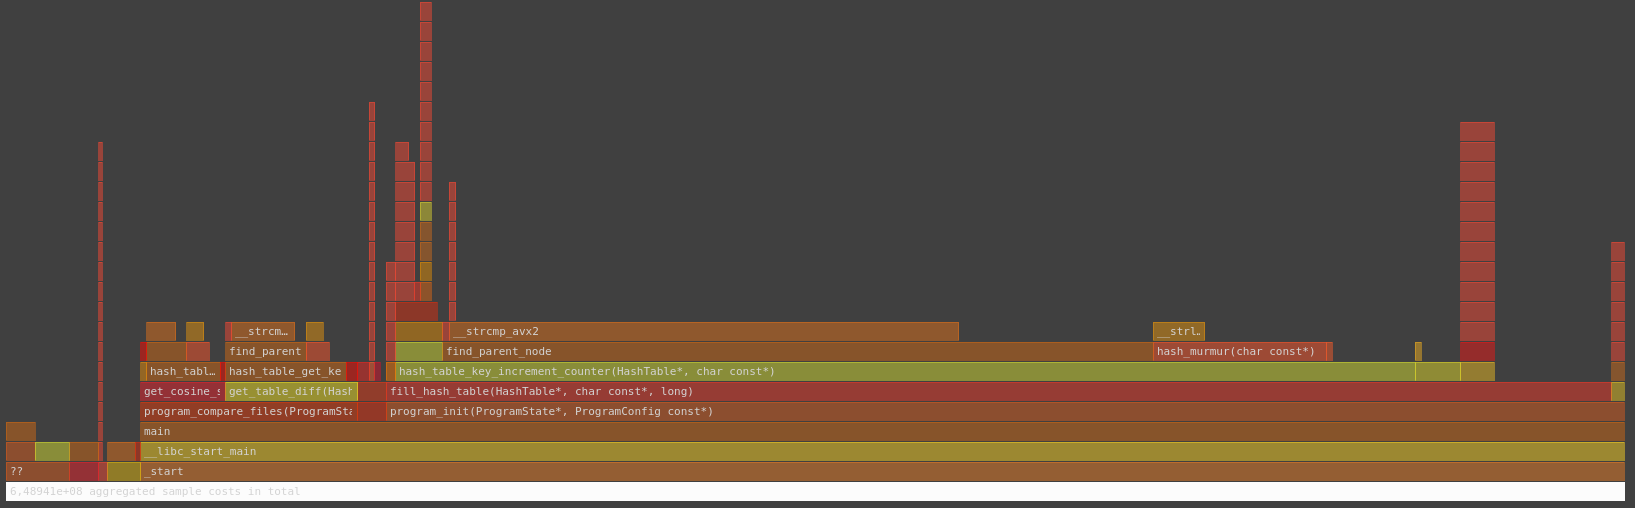 __strcm… __strcmp_avx2 __strl…
find_parent find_parent_node hash_murmur(char const*)
hash_tabl… hash_table_get_ke hash_table_key_increment_counter(HashTable*, char const*)
get_cosine_s get_table_diff(Hash fill_hash_table(HashTable*, char const*, long)
program_compare_files(ProgramSta program_init(ProgramState*, ProgramConfig const*)
main
__libc_start_main
?? _start
6.48941e+08 aggregated sample costs in total